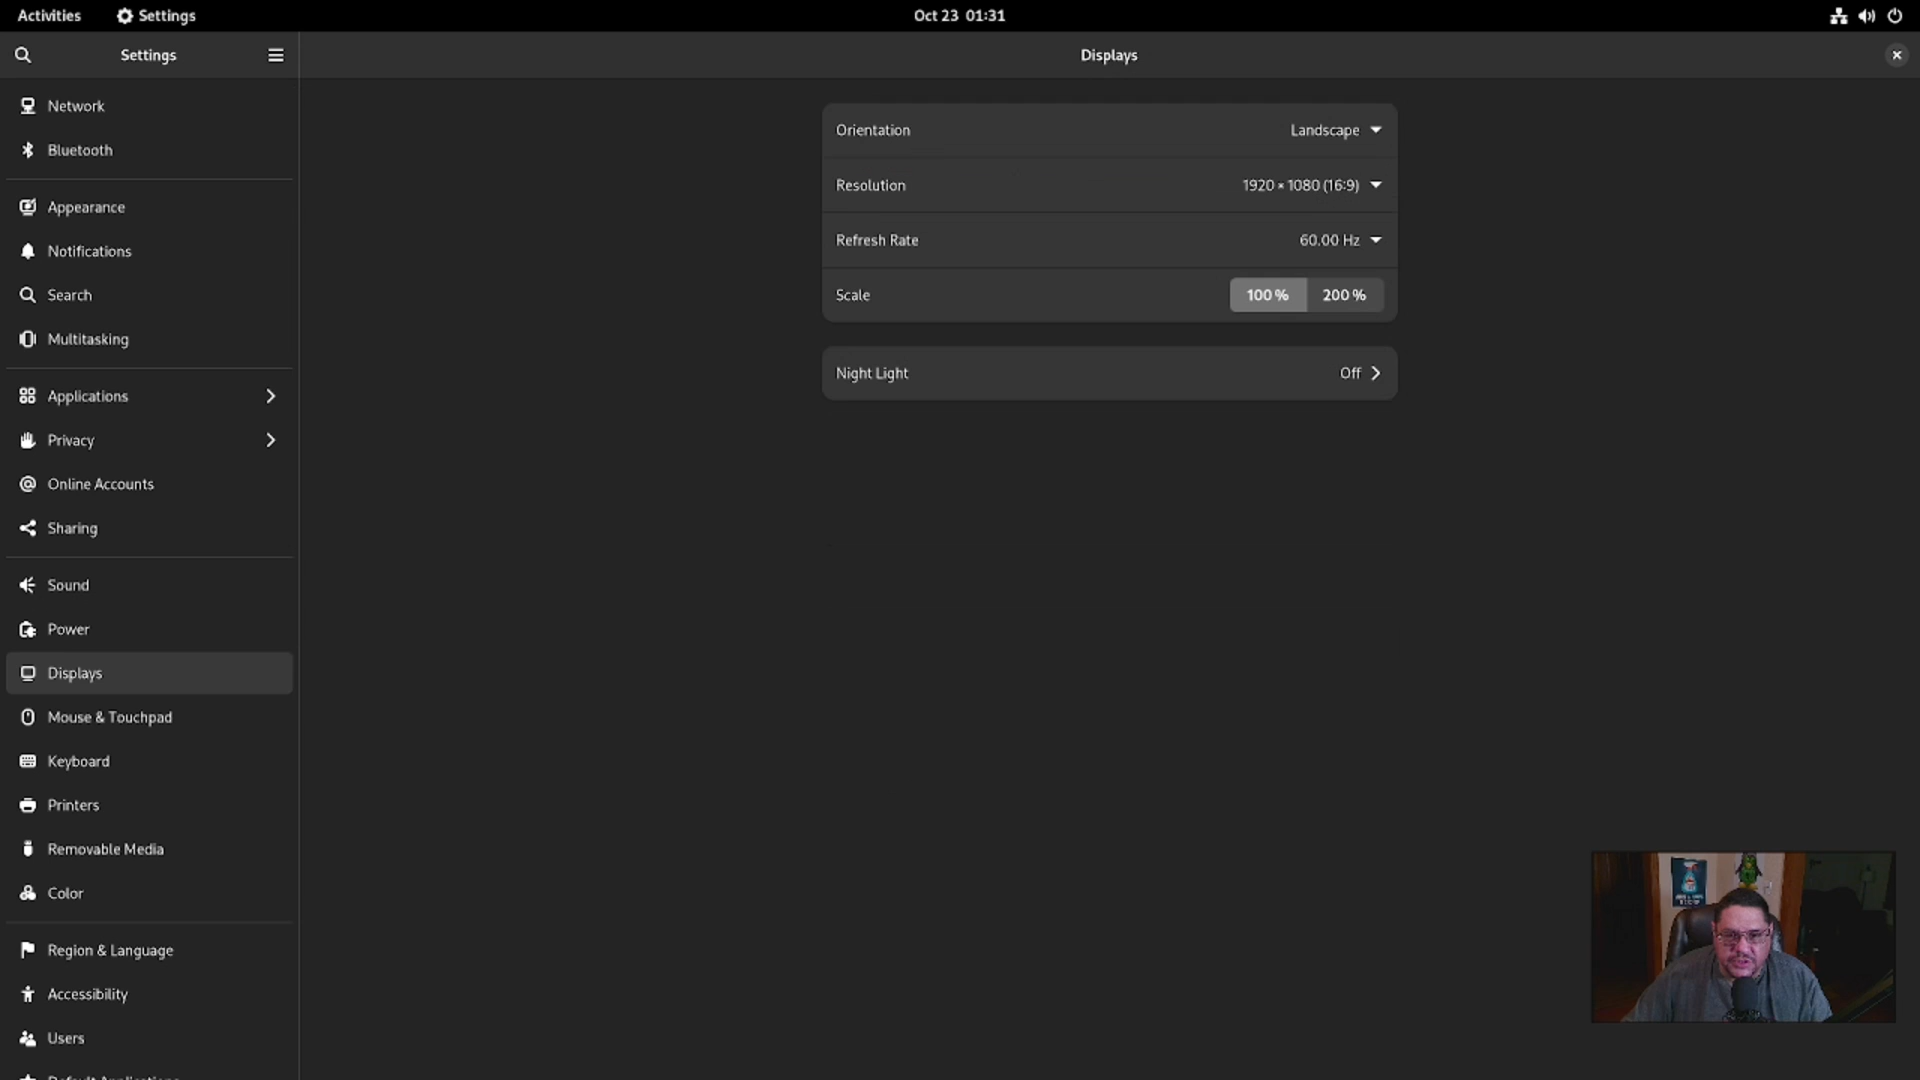 Activities
Settings
Oct 23 01:31
Settings
Displays
Network
Bluetooth
Appearance
Notifications
Search
Multitasking
Applications
Privacy
Online Accounts
Sharing
Sound
Power
Displays
Mouse & Touchpad
Keyboard
Printers
Removable Media
Color
Region & Language
Accessibility
Users
Default Applications
Orientation Landscape
Resolution 1920 × 1080 (16:9)
Refresh Rate 60.00 Hz
Scale 100 % 200 %
Night Light Off